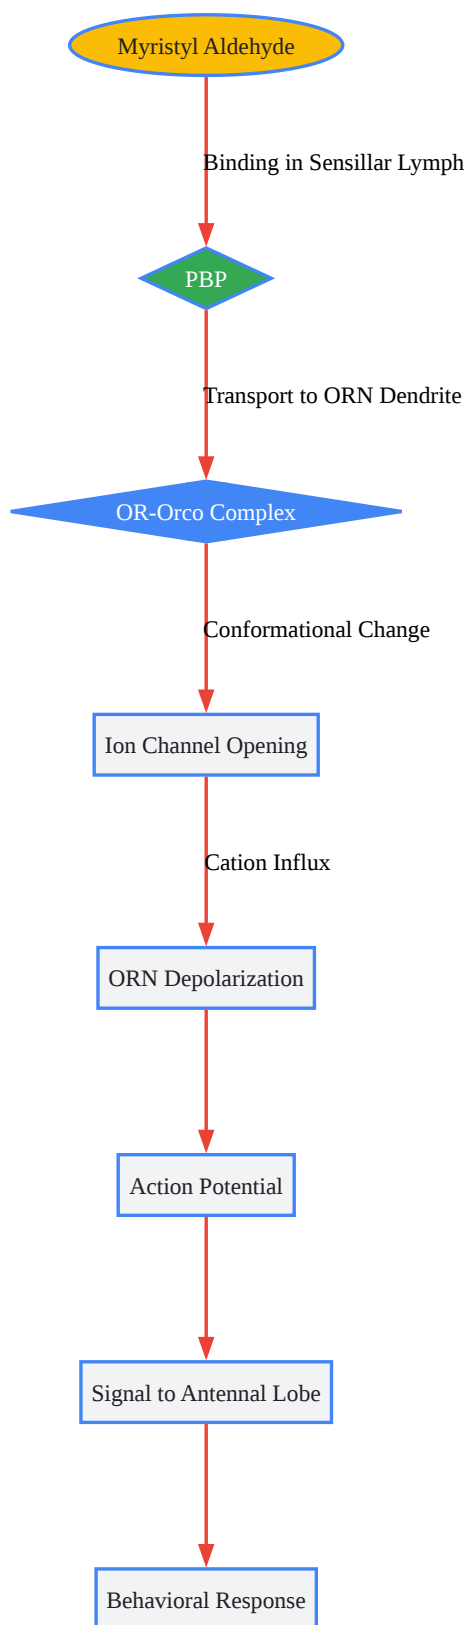 Myristyl Aldehyde
Binding in Sensillar Lymph
PBP
Transport to ORN Dendrite
OR-Orco Complex
Conformational Change
Ion Channel Opening
Cation Influx
ORN Depolarization
Action Potential
Signal to Antennal Lobe
Behavioral Response